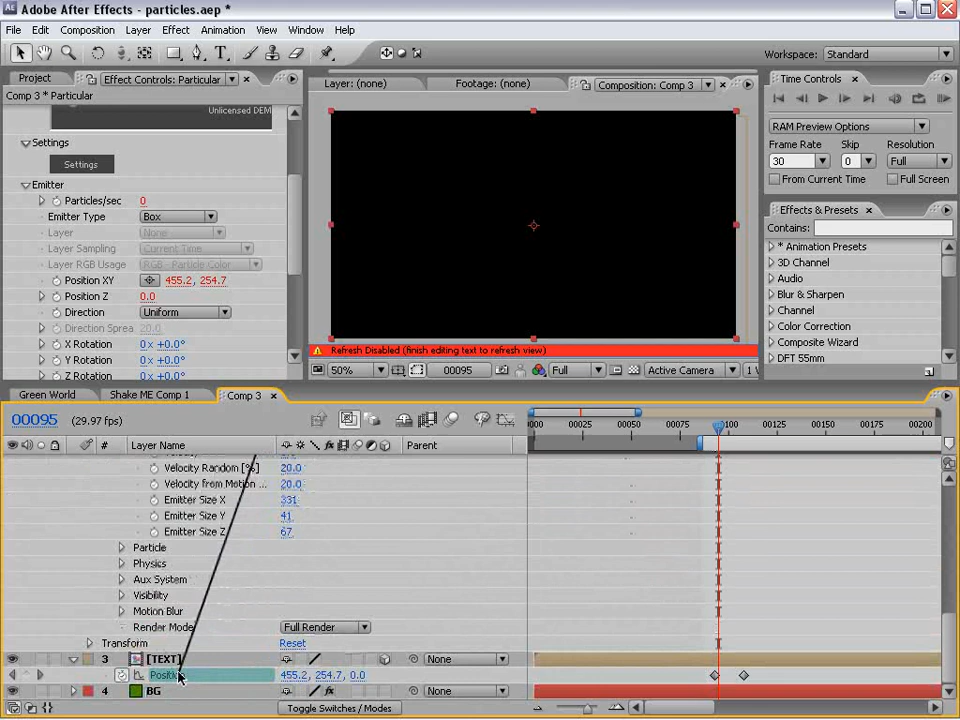 Adobe After Effects - particles.aep *
File Edit Composition Layer Effect Animation View Window Help
Workspace: Standard
Project Effect Controls: Particular
Comp 3 * Particular
Unlicensed DEM
Settings
Settings
Emitter
Particles/sec 0
Emitter Type Box
Layer None
Layer Sampling Current Time
Layer RGB Usage RGB - Particle Color
Position XY 455.2, 254.7
Position Z 0.0
Direction Uniform
Direction Sprea 20.0
X Rotation 0 x +0.0°
Y Rotation 0 x +0.0°
Z Rotation 0 x +0.0°
Layer: (none) Footage: (none) Composition: Comp 3
Refresh Disabled (finish editing text to refresh view)
50% 00095 Full Active Camera 1 V
Time Controls
RAM Preview Options
Frame Rate Skip Resolution
30 0 Full
From Current Time Full Screen
Effects & Presets
Contains:
* Animation Presets
3D Channel
Audio
Blur & Sharpen
Channel
Color Correction
Composite Wizard
DFT 55mm
Green World Shake ME Comp 1 Comp 3
00095 (29.97 fps)
0000 00025 00050 00075 00100 00125 00150 00175 00200
# Layer Name Parent
Velocity Random [%] 20.0
Velocity from Motion ... 20.0
Emitter Size X 331
Emitter Size Y 41
Emitter Size Z 67
Particle
Physics
Aux System
Visibility
Motion Blur
Render Mode Full Render
Transform Reset
3 [TEXT] None
Position 455.2, 254.7, 0.0
4 BG None
Toggle Switches / Modes